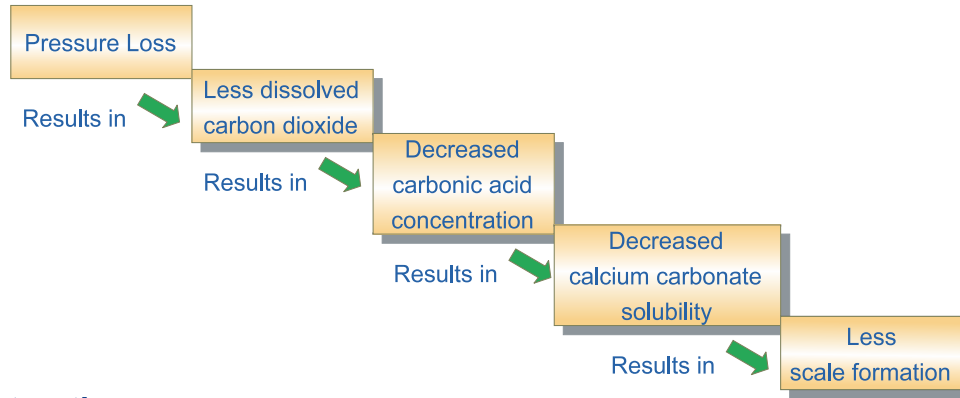 Pressure Loss
Results in
Less dissolved
carbon dioxide
Results in
Decreased
carbonic acid
concentration
Results in
Decreased
calcium carbonate
solubility
Results in
Less
scale formation